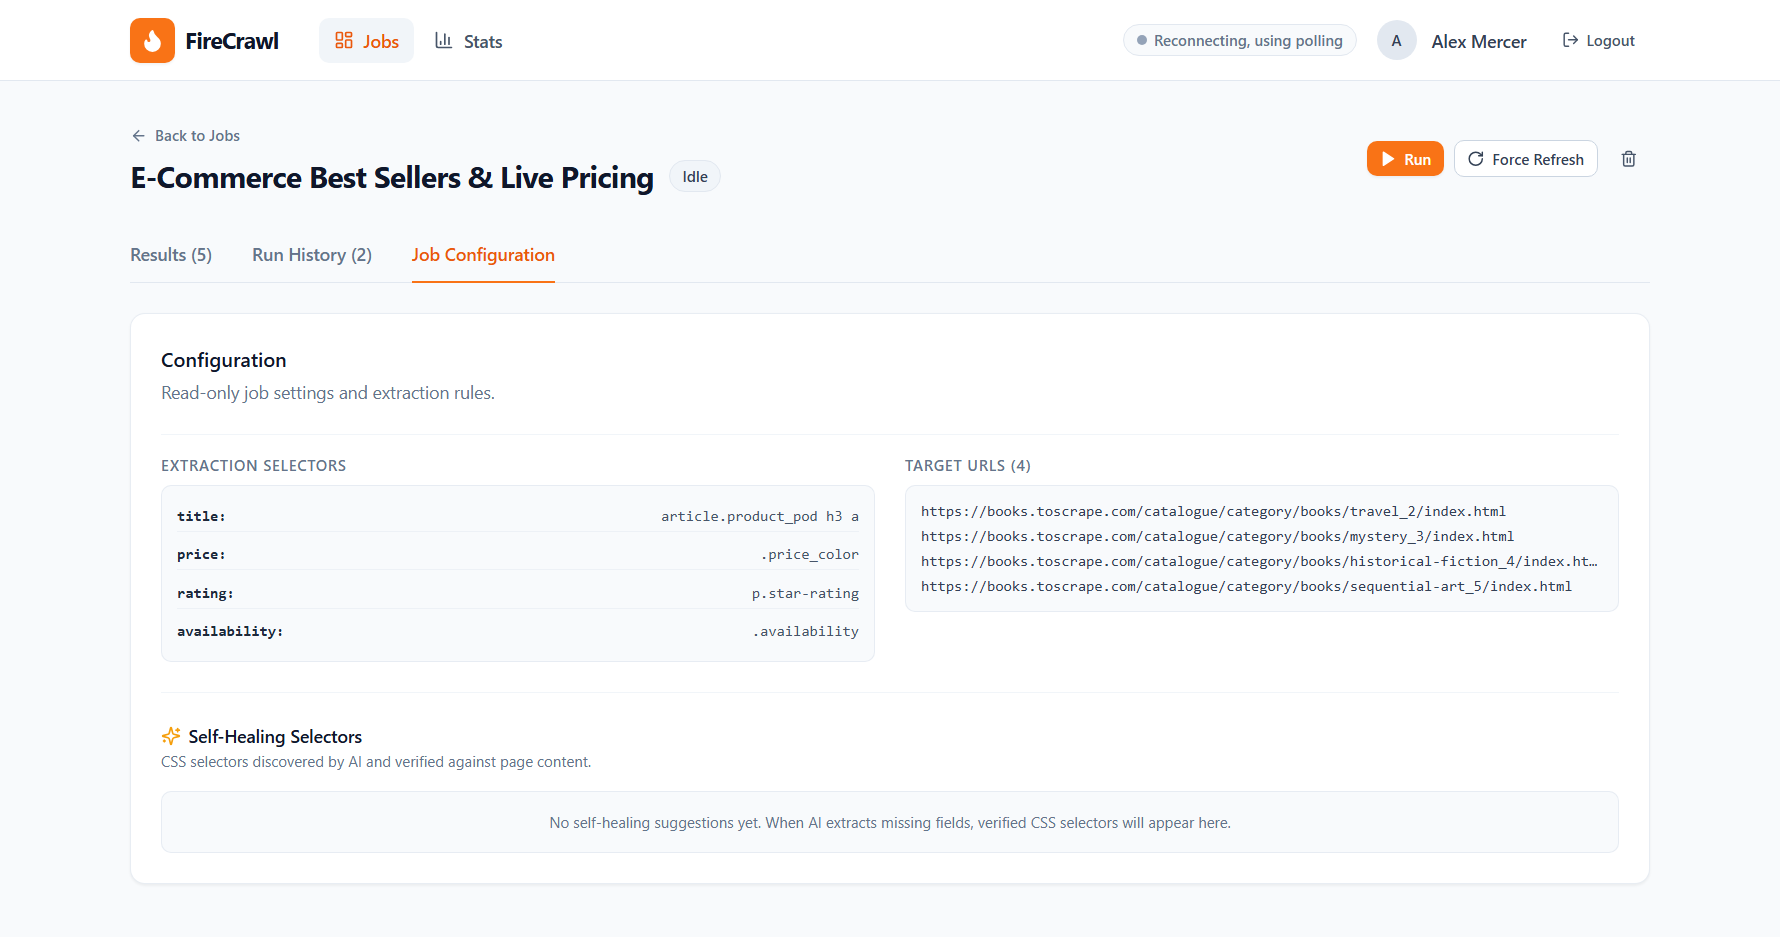 FireCrawl
Jobs
Stats
Reconnecting, using polling
A
Alex Mercer
Logout
Back to Jobs
E-Commerce Best Sellers & Live Pricing
Idle
Run
Force Refresh
Results (5)
Run History (2)
Job Configuration
Configuration
Read-only job settings and extraction rules.
EXTRACTION SELECTORS
title: article.product_pod h3 a
price: .price_color
rating: p.star-rating
availability: .availability
TARGET URLS (4)
https://books.toscrape.com/catalogue/category/books/travel_2/index.html
https://books.toscrape.com/catalogue/category/books/mystery_3/index.html
https://books.toscrape.com/catalogue/category/books/historical-fiction_4/index.ht…
https://books.toscrape.com/catalogue/category/books/sequential-art_5/index.html
Self-Healing Selectors
CSS selectors discovered by AI and verified against page content.
No self-healing suggestions yet. When AI extracts missing fields, verified CSS selectors will appear here.